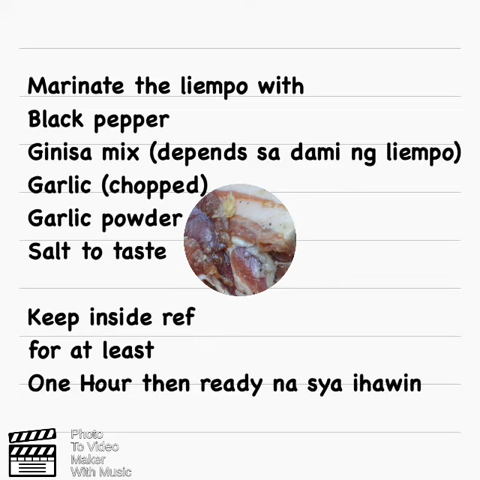 Marinate the liempo with
Black pepper
Ginisa mix (depends sa dami ng liempo)
Garlic (chopped)
Garlic powder
Salt to taste
Keep inside ref
for at least
One Hour then ready na sya ihawin
Photo
To Video
Maker
With Music